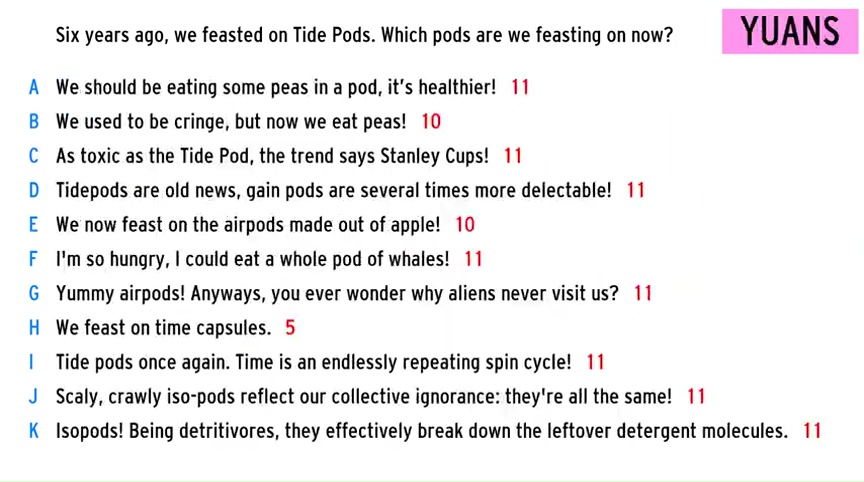 Six years ago, we feasted on Tide Pods. Which pods are we feasting on now?
YUANS
A We should be eating some peas in a pod, it's healthier! 11
B We used to be cringe, but now we eat peas! 10
C As toxic as the Tide Pod, the trend says Stanley Cups! 11
D Tidepods are old news, gain pods are several times more delectable! 11
E We now feast on the airpods made out of apple! 10
F I'm so hungry, I could eat a whole pod of whales! 11
G Yummy airpods! Anyways, you ever wonder why aliens never visit us? 11
H We feast on time capsules. 5
I Tide pods once again. Time is an endlessly repeating spin cycle! 11
J Scaly, crawly iso-pods reflect our collective ignorance: they're all the same! 11
K Isopods! Being detritivores, they effectively break down the leftover detergent molecules. 11